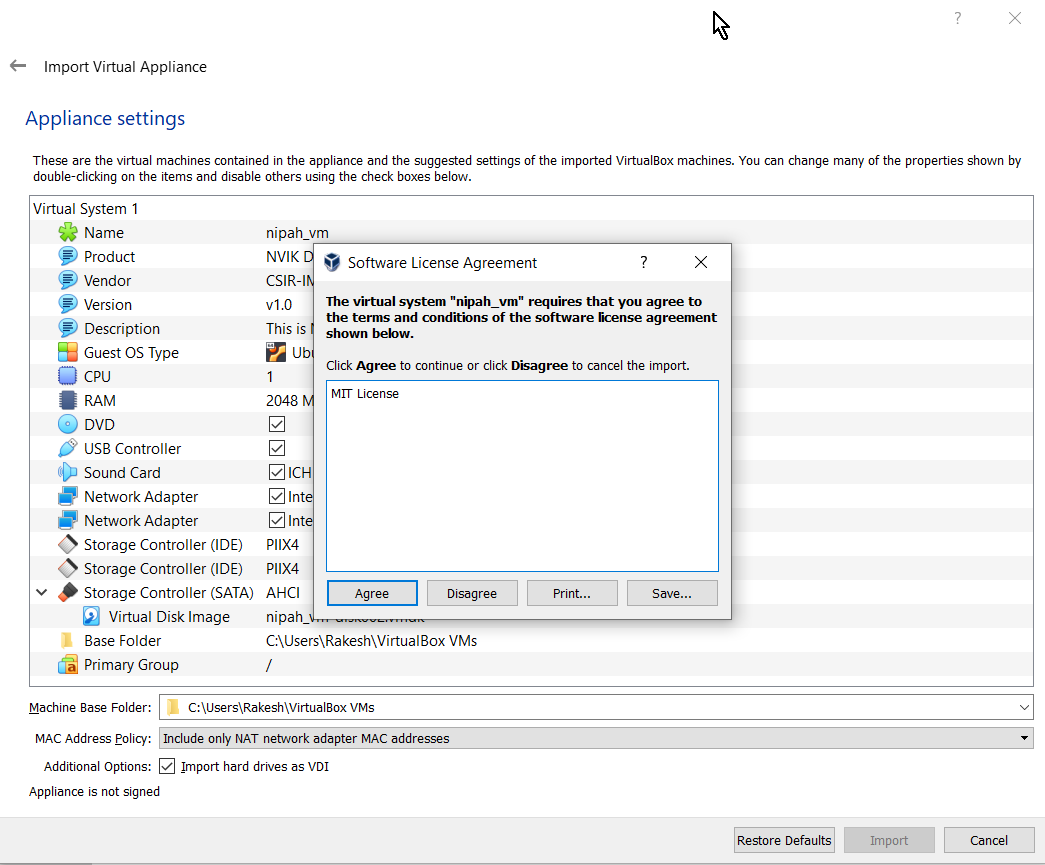 ?
Import Virtual Appliance
Appliance settings
These are the virtual machines contained in the appliance and the suggested settings of the imported VirtualBox machines. You can change many of the properties shown by
double-clicking on the items and disable others using the check boxes below.
Virtual System 1
Name nipah_vm
Product NVIK
Vendor CSIR-IM
Version v1.0
Description This is
Guest OS Type Ubu
CPU 1
RAM 2048 M
DVD
USB Controller
Sound Card ICH
Network Adapter Inte
Network Adapter Inte
Storage Controller (IDE) PIIX4
Storage Controller (IDE) PIIX4
Storage Controller (SATA) AHCI
Virtual Disk Image
Base Folder C:\Users\Rakesh\VirtualBox VMs
Primary Group /
Software License Agreement ?
The virtual system "nipah_vm" requires that you agree to
the terms and conditions of the software license agreement
shown below.
Click Agree to continue or click Disagree to cancel the import.
MIT License
Agree Disagree Print... Save...
Machine Base Folder: C:\Users\Rakesh\VirtualBox VMs
MAC Address Policy: Include only NAT network adapter MAC addresses
Additional Options: Import hard drives as VDI
Appliance is not signed
Restore Defaults Import Cancel